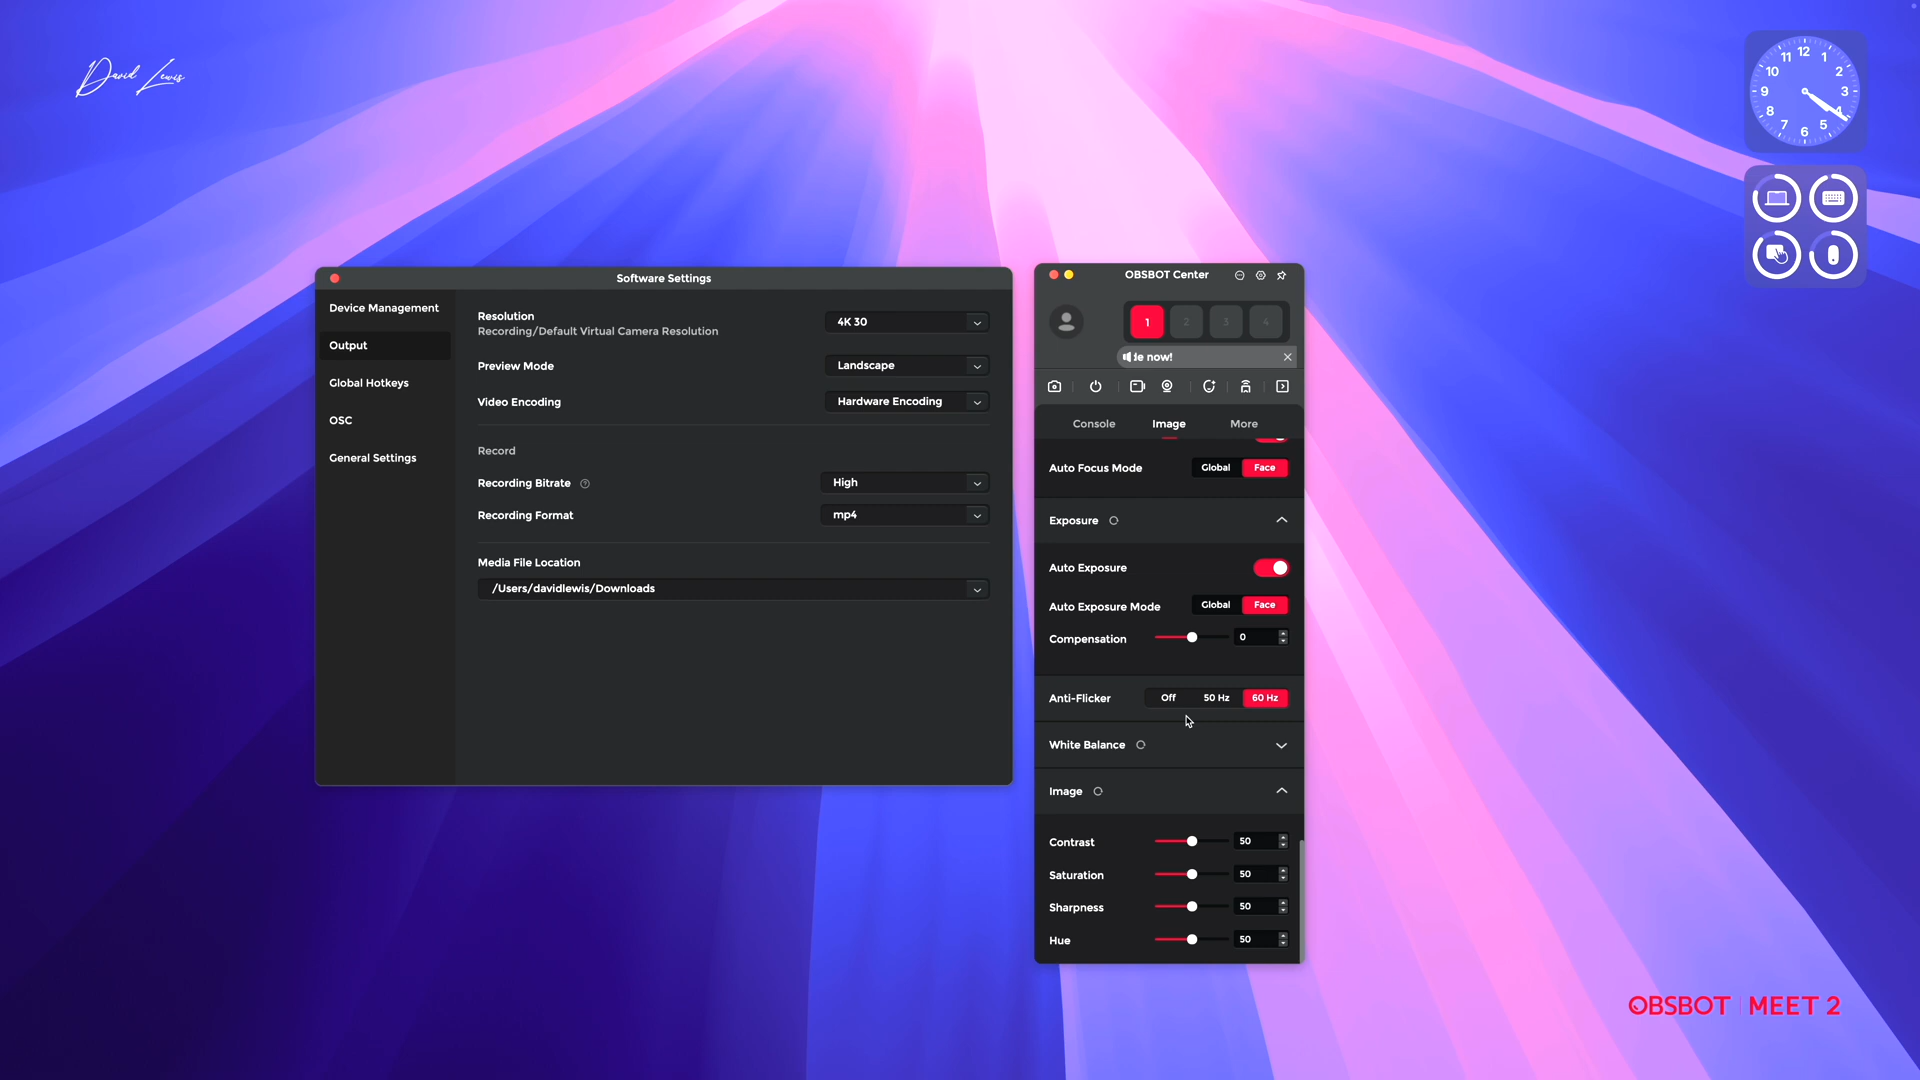 David Lewis
12
11 1
10 2
9 3
8 4
7 5
6
Software Settings
Device Management
Output
Global Hotkeys
OSC
General Settings
Resolution
Recording/Default Virtual Camera Resolution
4K 30
Preview Mode
Landscape
Video Encoding
Hardware Encoding
Record
Recording Bitrate ?
High
Recording Format
mp4
Media File Location
/Users/davidlewis/Downloads
OBSBOT Center
1 2 3 4
le now!
Console Image More
Auto Focus Mode Global Face
Exposure
Auto Exposure
Auto Exposure Mode Global Face
Compensation 0
Anti-Flicker Off 50 Hz 60 Hz
White Balance
Image
Contrast 50
Saturation 50
Sharpness 50
Hue 50
OBSBOT | MEET 2